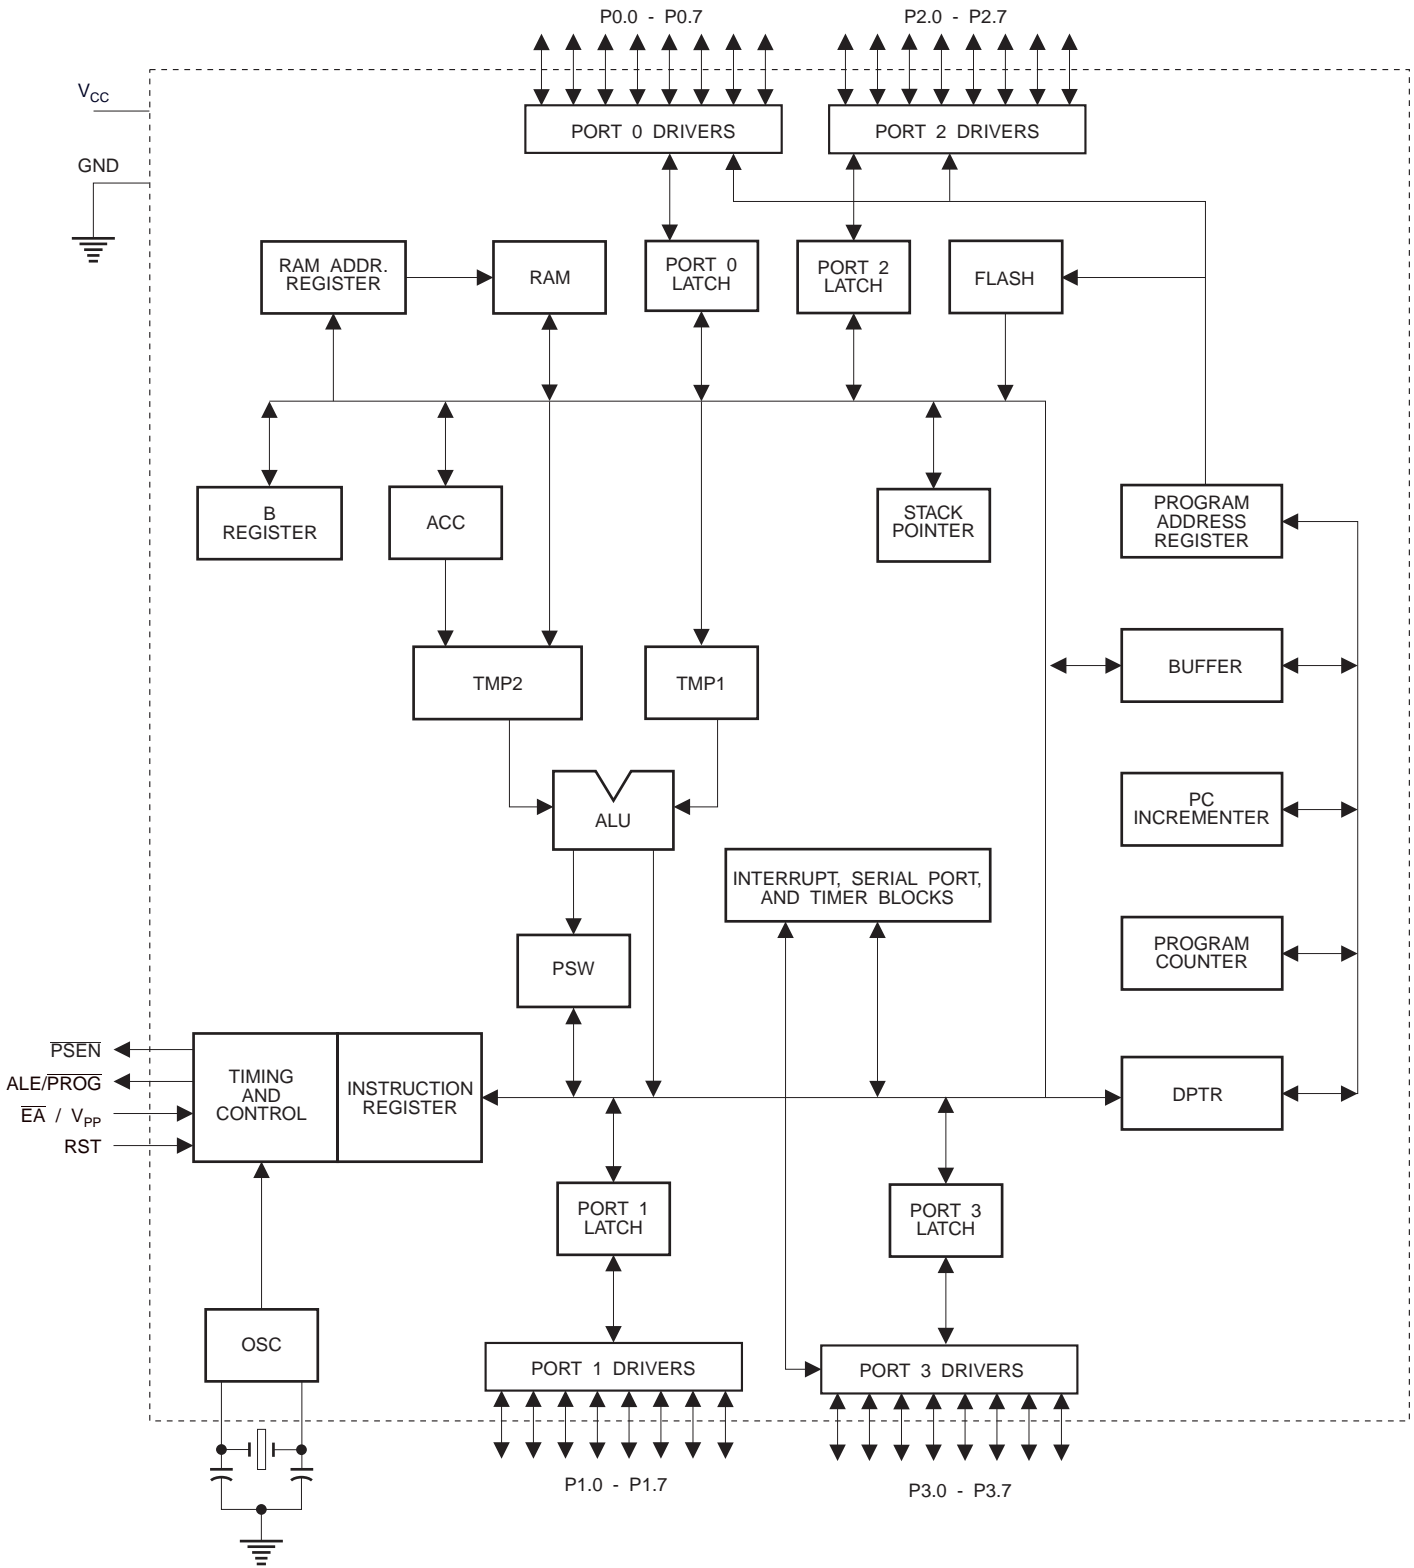 P0.0 - P0.7
P2.0 - P2.7
VCC
PORT 0 DRIVERS
PORT 2 DRIVERS
GND
RAM ADDR.
REGISTER
RAM
PORT 0
LATCH
PORT 2
LATCH
FLASH
B
REGISTER
ACC
STACK
POINTER
PROGRAM
ADDRESS
REGISTER
BUFFER
TMP2
TMP1
PC
INCREMENTER
ALU
INTERRUPT, SERIAL PORT,
AND TIMER BLOCKS
PROGRAM
COUNTER
PSW
PSEN
ALE/PROG
EA / VPP
RST
TIMING
AND
CONTROL
INSTRUCTION
REGISTER
DPTR
PORT 1
LATCH
PORT 3
LATCH
OSC
PORT 1 DRIVERS
PORT 3 DRIVERS
P1.0 - P1.7
P3.0 - P3.7